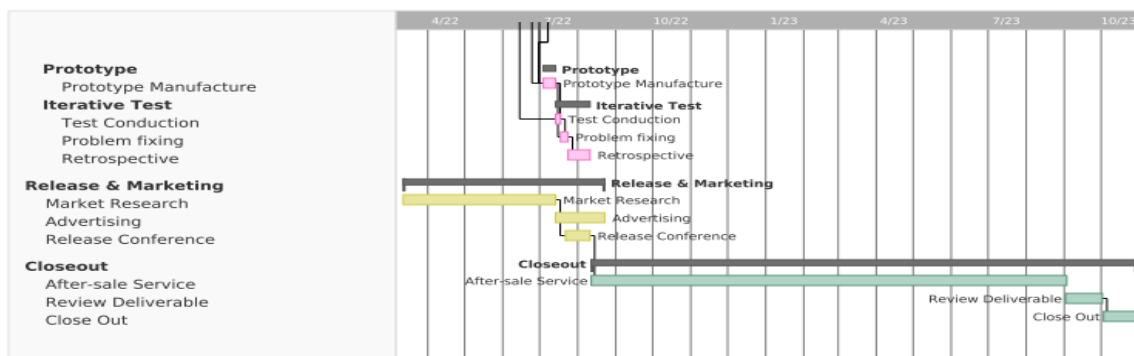 4/22 7/22 10/22 1/23 4/23 7/23 10/23
Prototype Prototype
Prototype Manufacture Prototype Manufacture
Iterative Test Iterative Test
Test Conduction Test Conduction
Problem fixing Problem fixing
Retrospective Retrospective
Release & Marketing Release & Marketing
Market Research Market Research
Advertising Advertising
Release Conference Release Conference
Closeout Closeout
After-sale Service After-sale Service
Review Deliverable Review Deliverable
Close Out Close Out